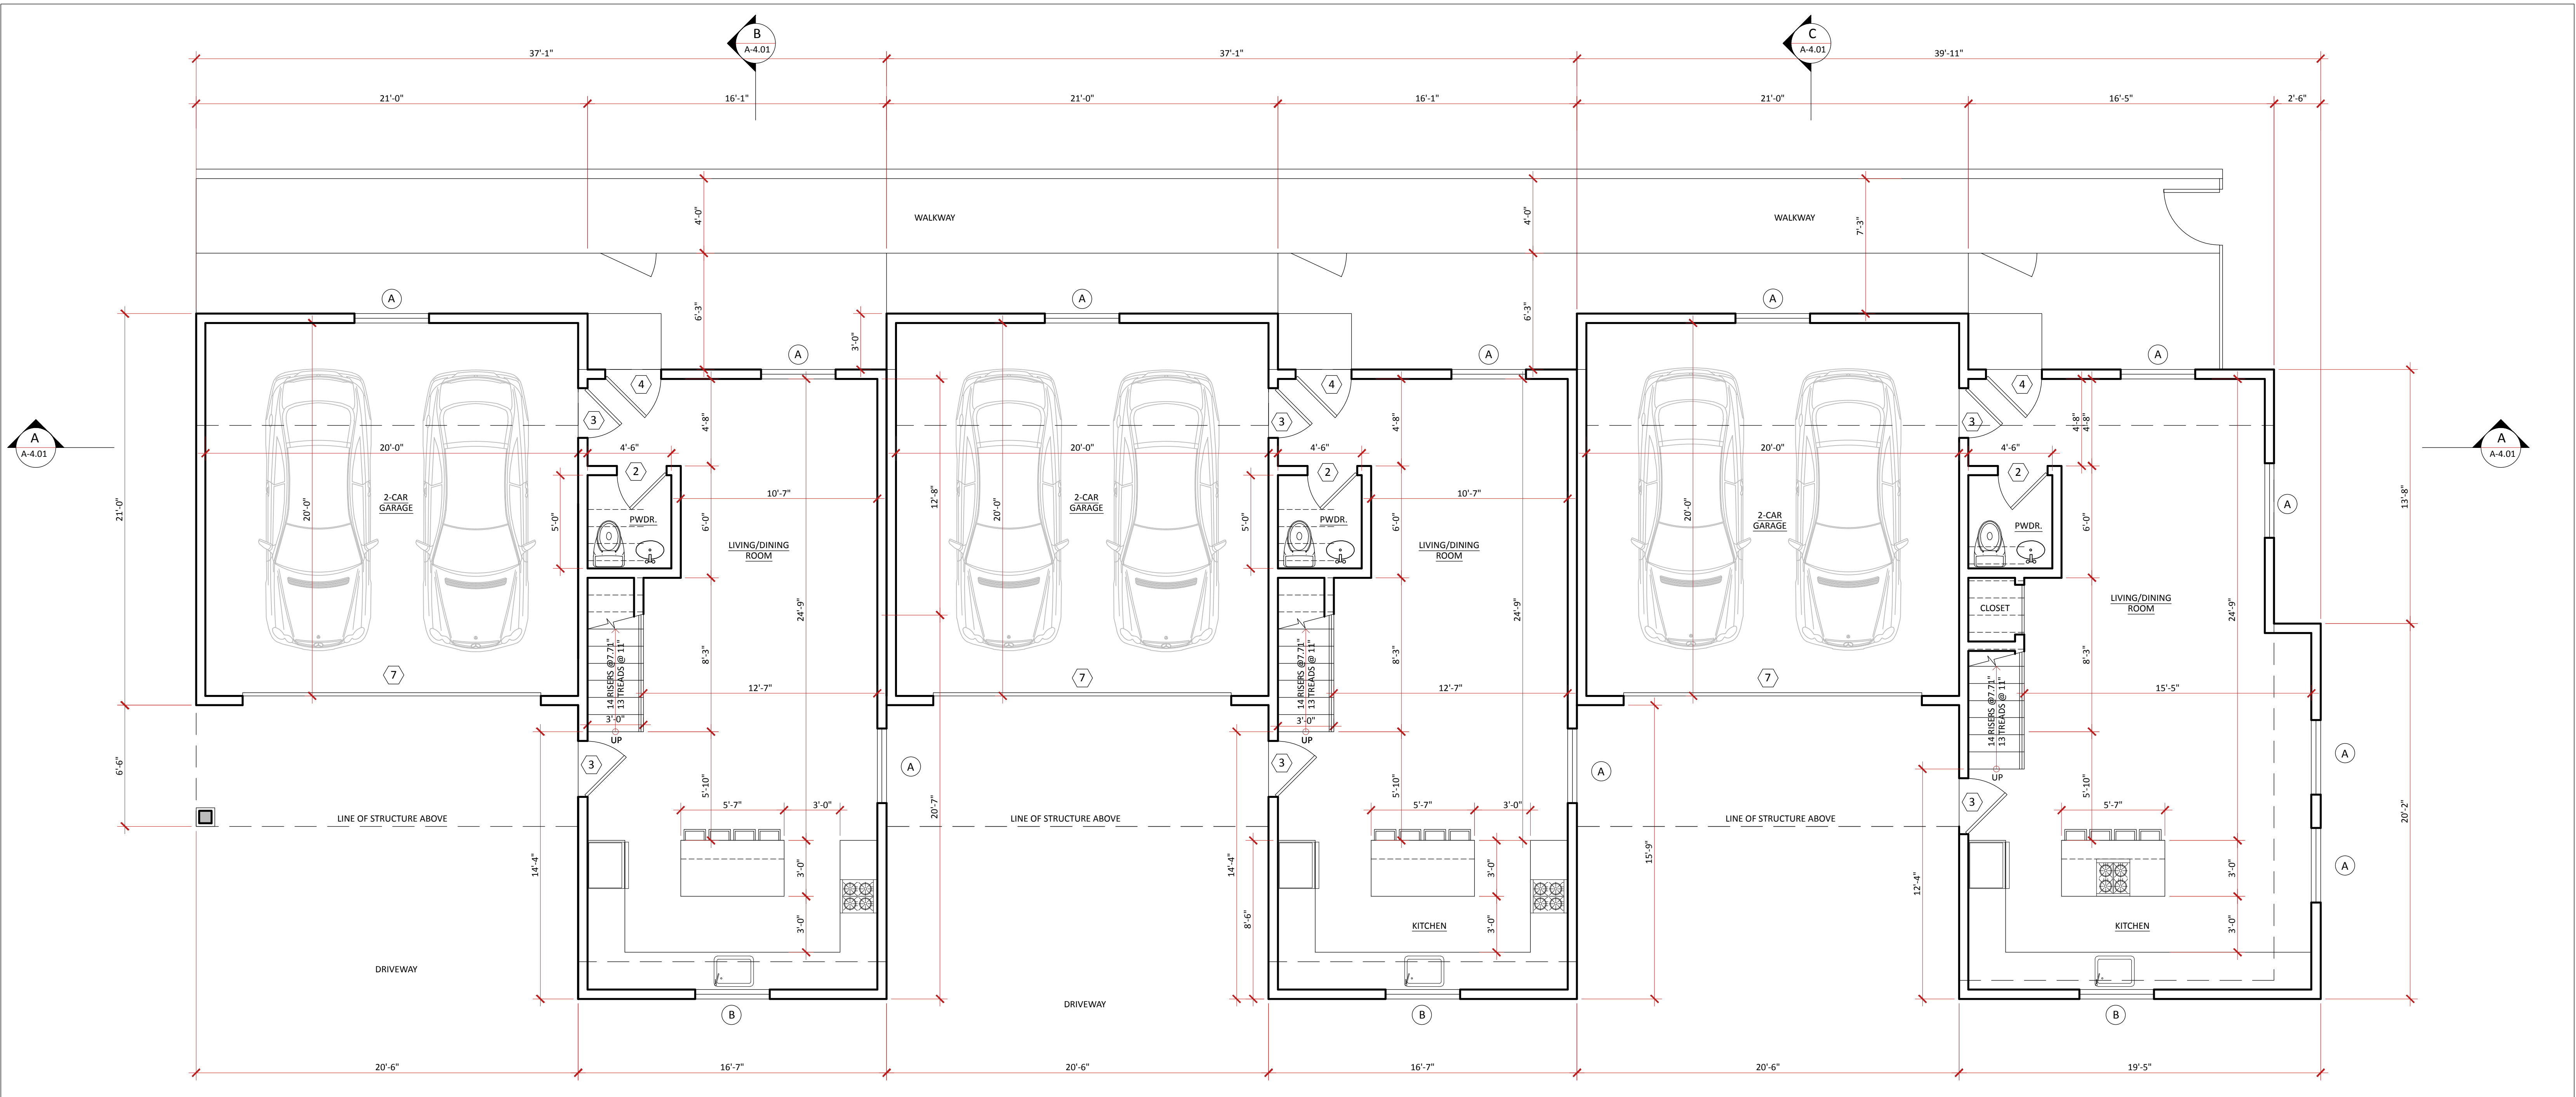 B
A-4.01
C
A-4.01
37'-1"
37'-1"
39'-11"
21'-0"
16'-1"
21'-0"
16'-1"
21'-0"
16'-5"
2'-6"
4'-0"
WALKWAY
4'-0"
WALKWAY
7'-3"
A
A
A
6'-3"
3'-0"
6'-3"
A
A
A
4
4
4
3
3
3
A
A-4.01
A
A-4.01
4'-8"
4'-8"
4'-8"
4'-8"
20'-0"
4'-6"
20'-0"
4'-6"
20'-0"
4'-6"
2
2
2
21'-0"
20'-0"
2-CAR
GARAGE
5'-0"
PWDR.
6'-0"
10'-7"
LIVING/DINING
ROOM
12'-8"
20'-0"
2-CAR
GARAGE
5'-0"
PWDR.
6'-0"
10'-7"
LIVING/DINING
ROOM
20'-0"
2-CAR
GARAGE
PWDR.
6'-0"
A
13'-8"
CLOSET
LIVING/DINING
ROOM
24'-9"
24'-9"
24'-9"
14 RISERS @7.71"
13 TREADS @ 11"
8'-3"
14 RISERS @7.71"
13 TREADS @ 11"
8'-3"
14 RISERS @7.71"
13 TREADS @ 11"
8'-3"
7
7
7
12'-7"
12'-7"
15'-5"
3'-0"
3'-0"
UP
UP
UP
6'-6"
3
A
3
A
3
A
5'-10"
5'-10"
5'-10"
5'-7"
3'-0"
20'-7"
5'-7"
3'-0"
5'-7"
20'-2"
LINE OF STRUCTURE ABOVE
LINE OF STRUCTURE ABOVE
LINE OF STRUCTURE ABOVE
14'-4"
3'-0"
14'-4"
3'-0"
15'-9"
12'-4"
3'-0"
A
3'-0"
8'-6"
3'-0"
3'-0"
KITCHEN
KITCHEN
DRIVEWAY
DRIVEWAY
B
B
B
20'-6"
16'-7"
20'-6"
16'-7"
20'-6"
19'-5"